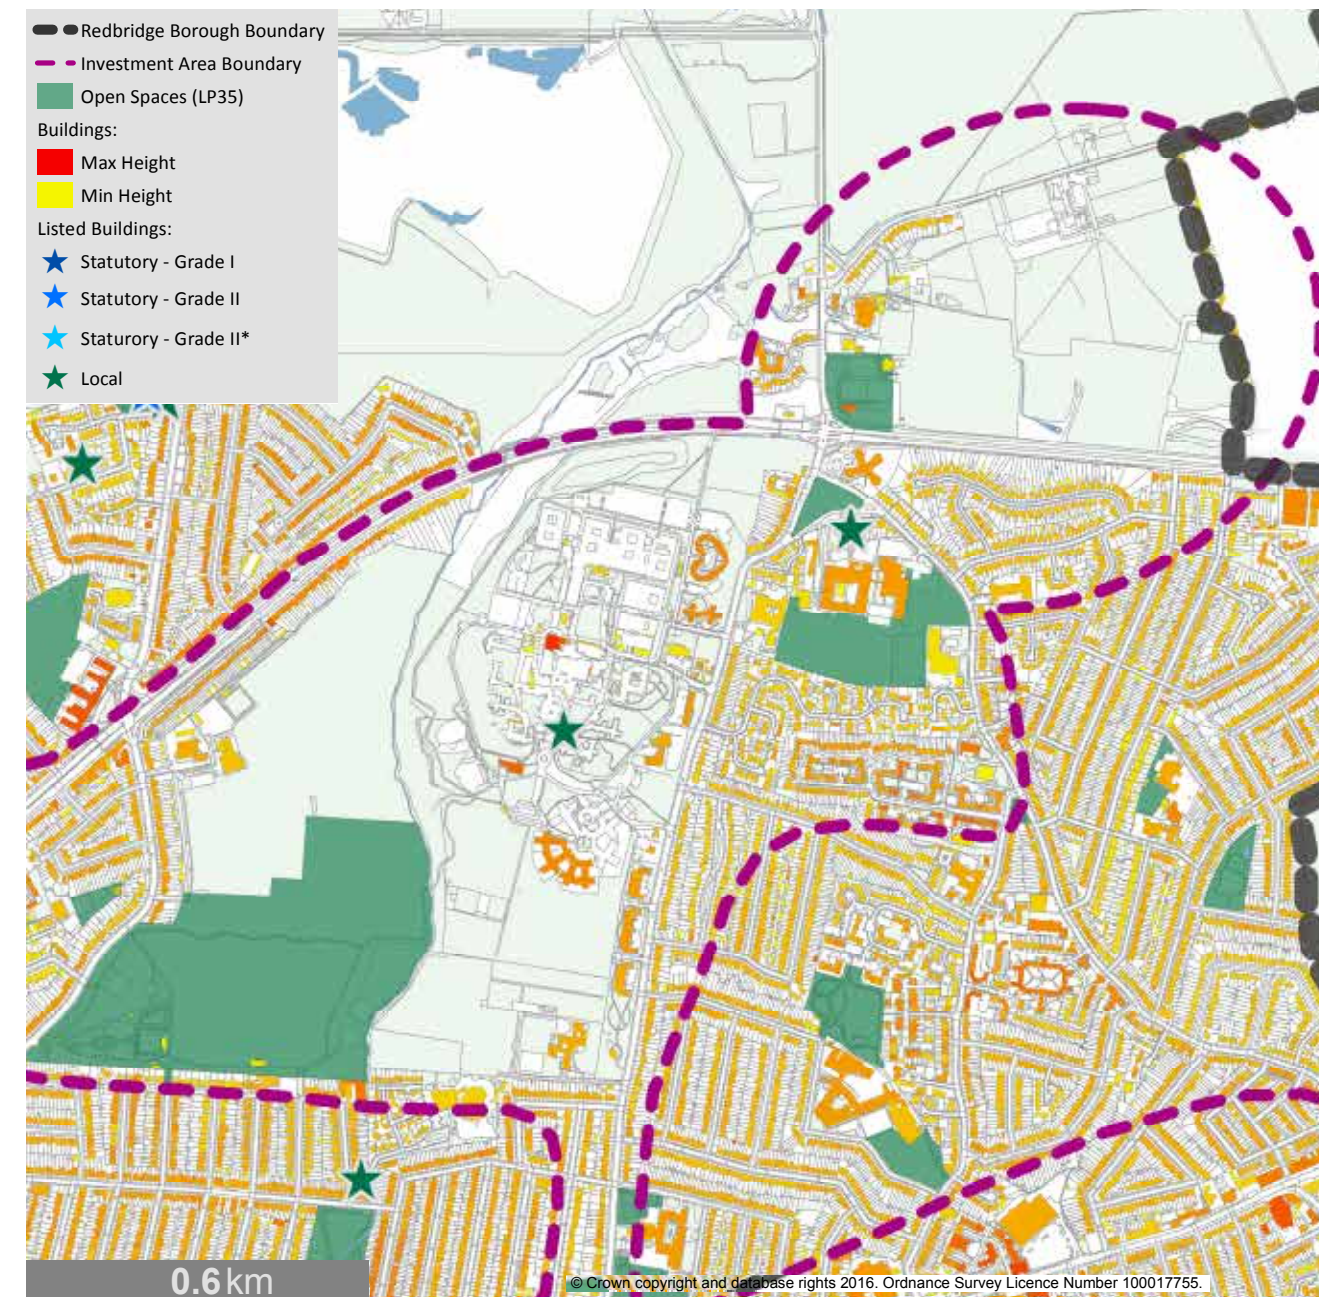 Redbridge Borough Boundary
Investment Area Boundary
Open Spaces (LP35)
Buildings:
Max Height
Min Height
Listed Buildings:
Statutory - Grade I
Statutory - Grade II
Staturory - Grade II*
Local
0.6 km
© Crown copyright and database rights 2016. Ordnance Survey Licence Number 100017755.